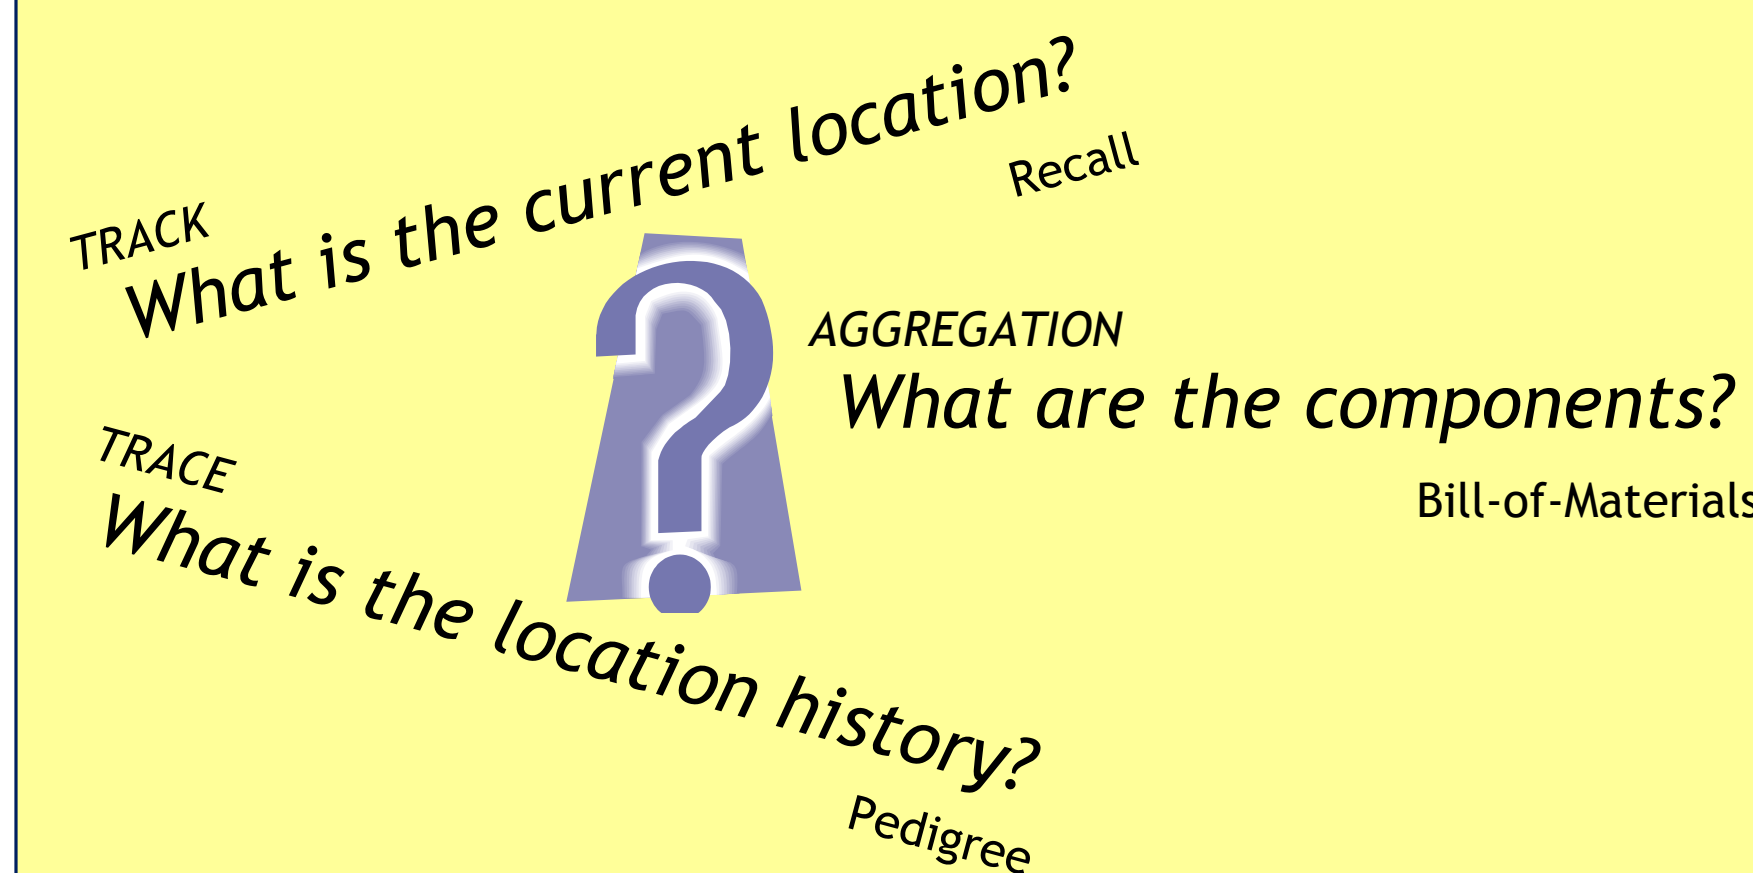 TRACK
What is the current location?
Recall
AGGREGATION
What are the components?
Bill-of-Materials
TRACE
What is the location history?
Pedigree